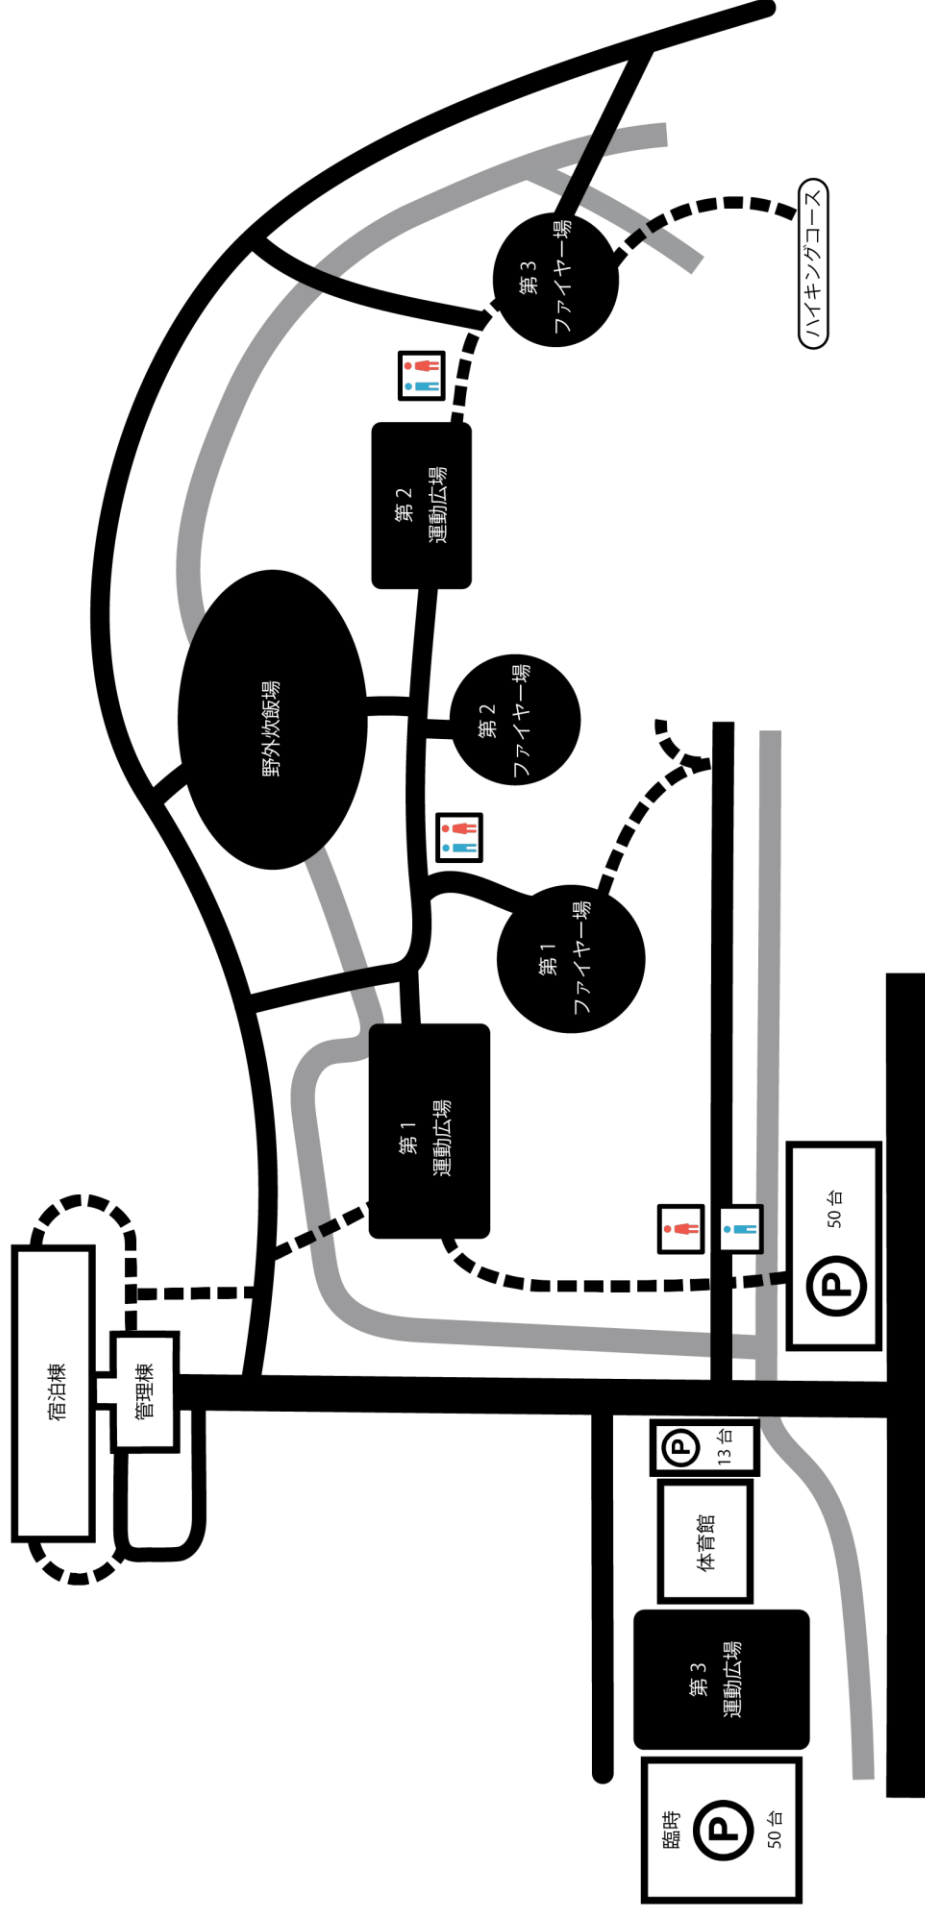 宿泊棟
管理棟
野外炊飯場
第1
運動広場
第2
運動広場
第1
ファイヤー場
第2
ファイヤー場
第3
ファイヤー場
ハイキングコース
P
50台
P
13台
体育館
第3
運動広場
臨時
P
50台